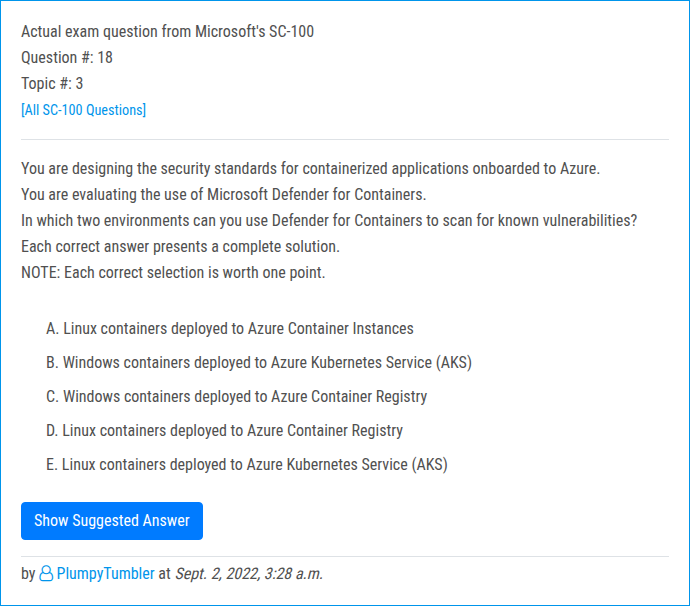 Actual exam question from Microsoft's SC-100
Question #: 18
Topic #: 3
[All SC-100 Questions]
You are designing the security standards for containerized applications onboarded to Azure.
You are evaluating the use of Microsoft Defender for Containers.
In which two environments can you use Defender for Containers to scan for known vulnerabilities?
Each correct answer presents a complete solution.
NOTE: Each correct selection is worth one point.
A. Linux containers deployed to Azure Container Instances
B. Windows containers deployed to Azure Kubernetes Service (AKS)
C. Windows containers deployed to Azure Container Registry
D. Linux containers deployed to Azure Container Registry
E. Linux containers deployed to Azure Kubernetes Service (AKS)
Show Suggested Answer
by PlumpyTumbler at Sept. 2, 2022, 3:28 a.m.